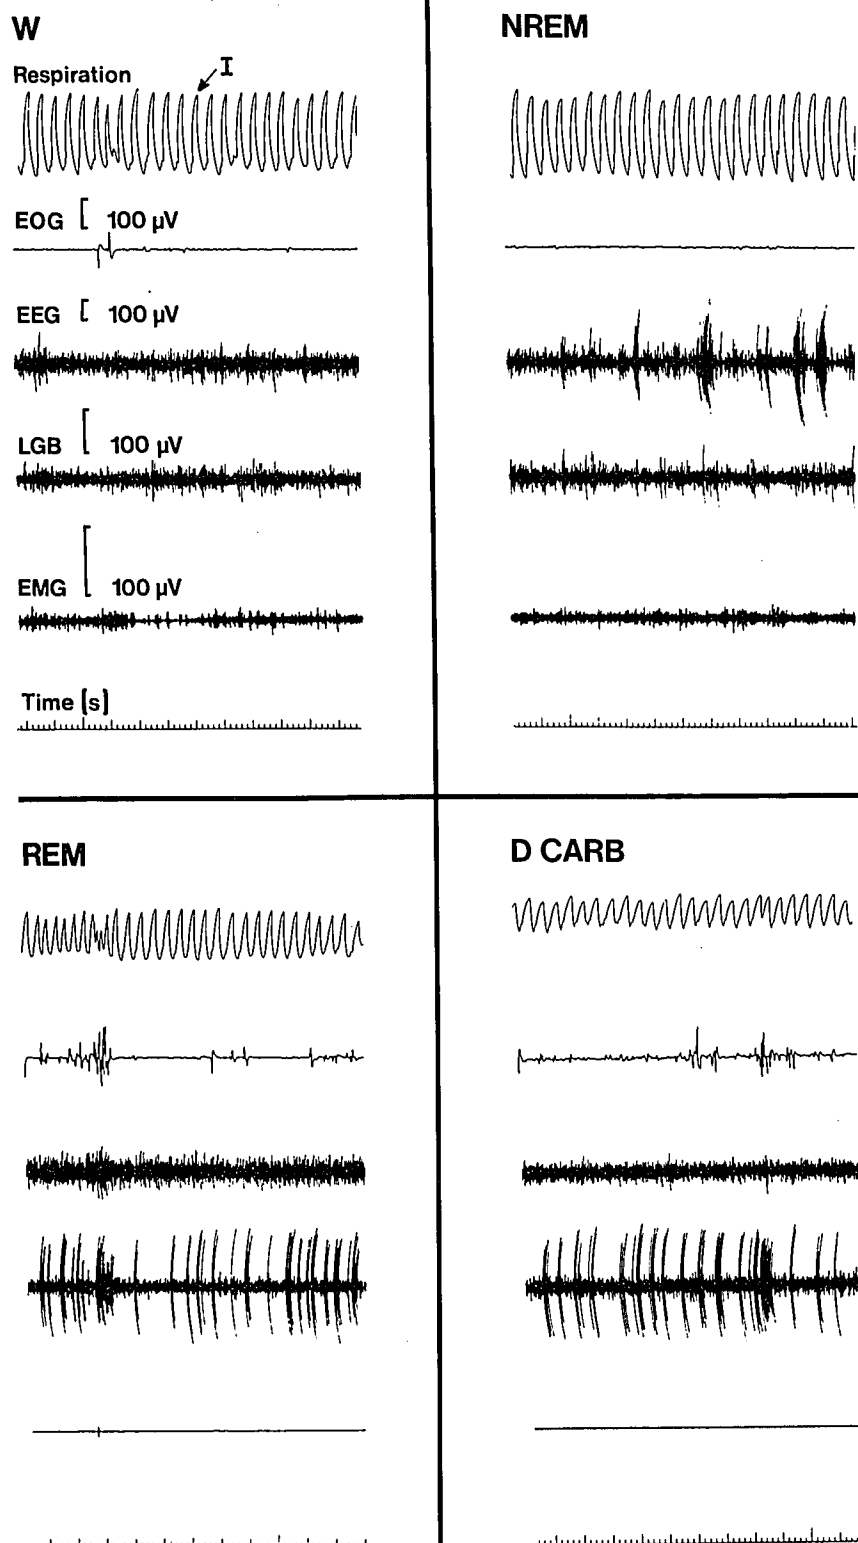 W
NREM
Respiration
I
EOG [ 100 µV
EEG [ 100 µV
LGB [ 100 µV
EMG [ 100 µV
Time [s]
REM
D CARB